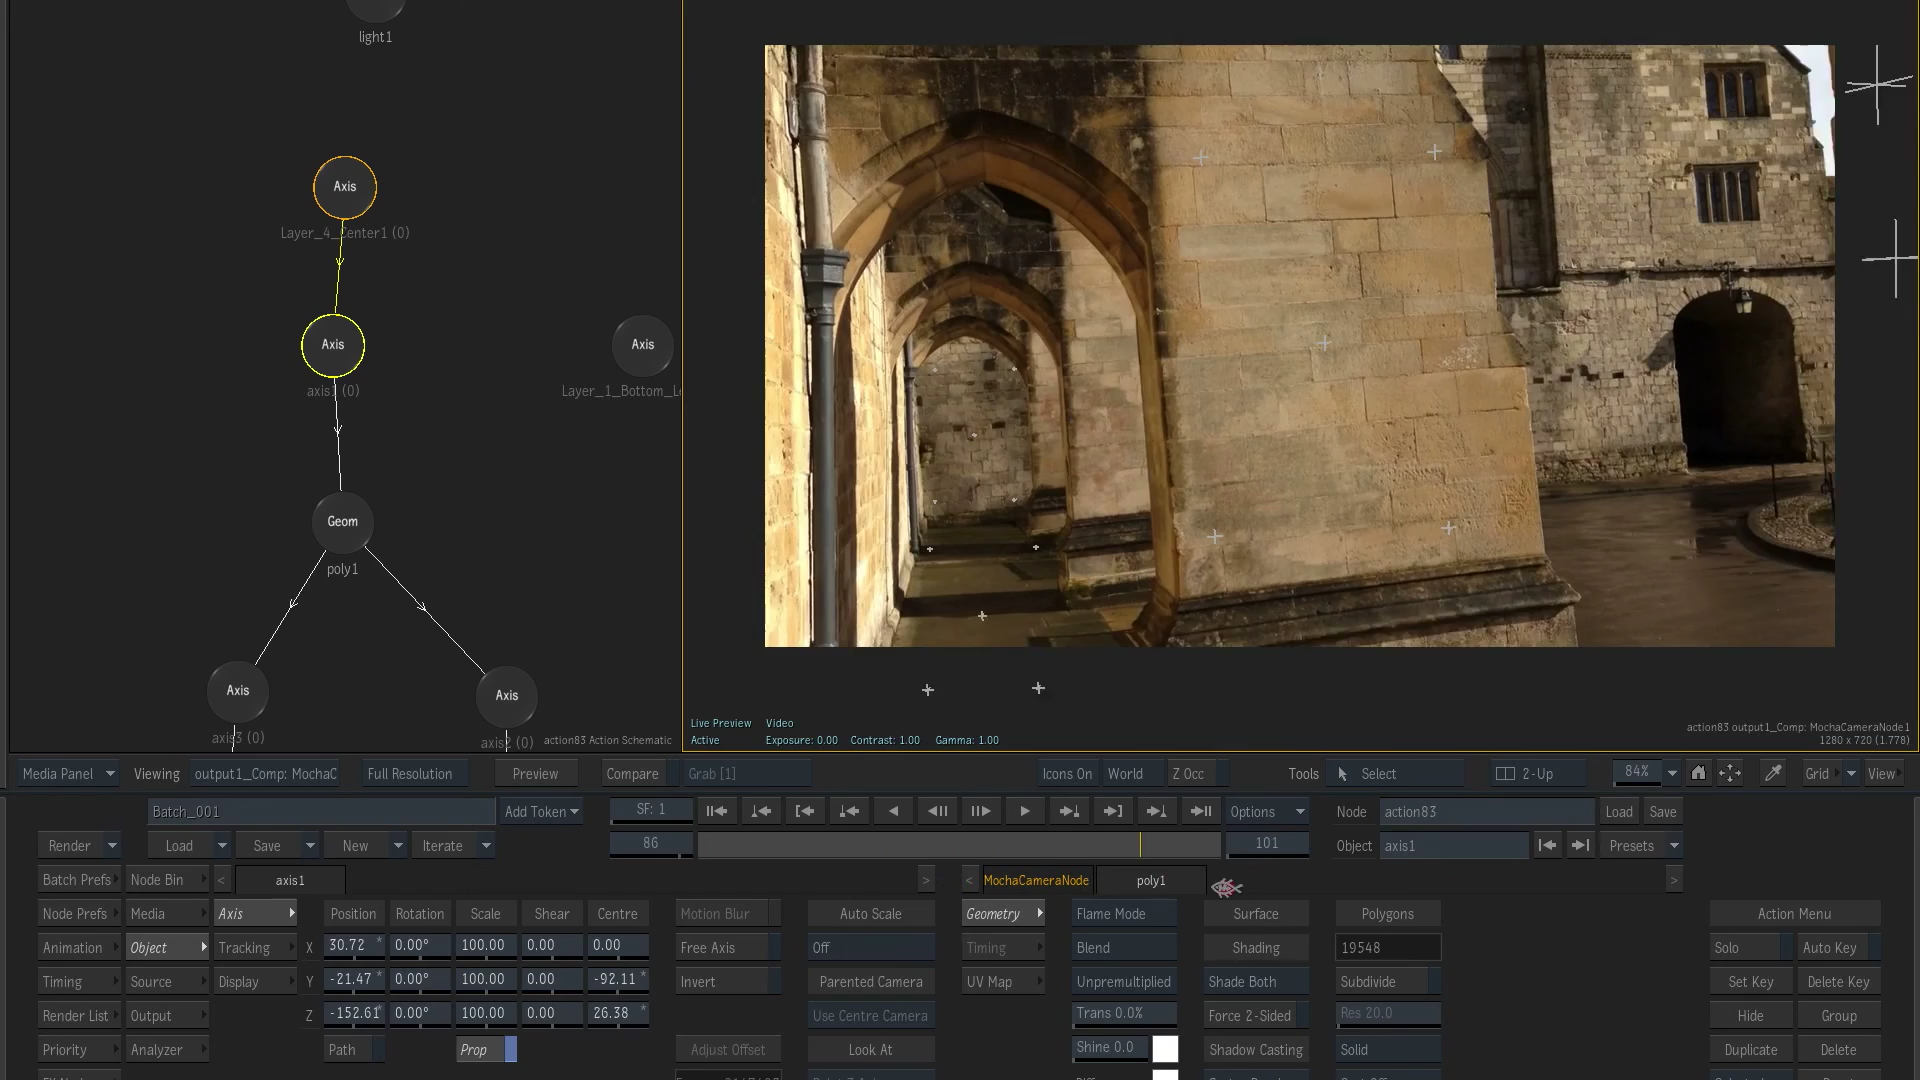 light1
Axis
Layer_4_Center1 (0)
Axis
axis1 (0)
Axis
Geom
poly1
Axis
axis3 (0)
Axis
axis2 (0)
action83 Action Schematic
Live Preview Video
Active Exposure: 0.00 Contrast: 1.00 Gamma: 1.00
action83 output1_Comp: MochaCameraNode1
1280 x 720 (1.778)
Media Panel Viewing output1_Comp: MochaC Full Resolution Preview Compare Grab [1] Icons On World Z Occ Tools Select 2-Up 84% Grid View
Batch_001 Add Token SF: 1 Options Node action83 Load Save
Render Load Save New Iterate 86 101 Object axis1 Presets
Batch Prefs Node Bin < axis1 > < MochaCameraNode poly1 >
Node Prefs Media Axis Position Rotation Scale Shear Centre Motion Blur Auto Scale Geometry Flame Mode Surface Polygons Action Menu
Animation Object Tracking X 30.72 * 0.00° 100.00 0.00 0.00 Free Axis Off Timing Blend Shading 19548 Solo Auto Key
Timing Source Display Y -21.47 * 0.00° 100.00 0.00 -92.11 * Invert Parented Camera UV Map Unpremultiplied Shade Both Subdivide Set Key Delete Key
Render List Output Z -152.61* 0.00° 100.00 0.00 26.38 * Use Centre Camera Trans 0.0% Force 2-Sided Res 20.0 Hide Group
Priority Analyzer Path Prop Adjust Offset Look At Shine 0.0 Shadow Casting Solid Duplicate Delete